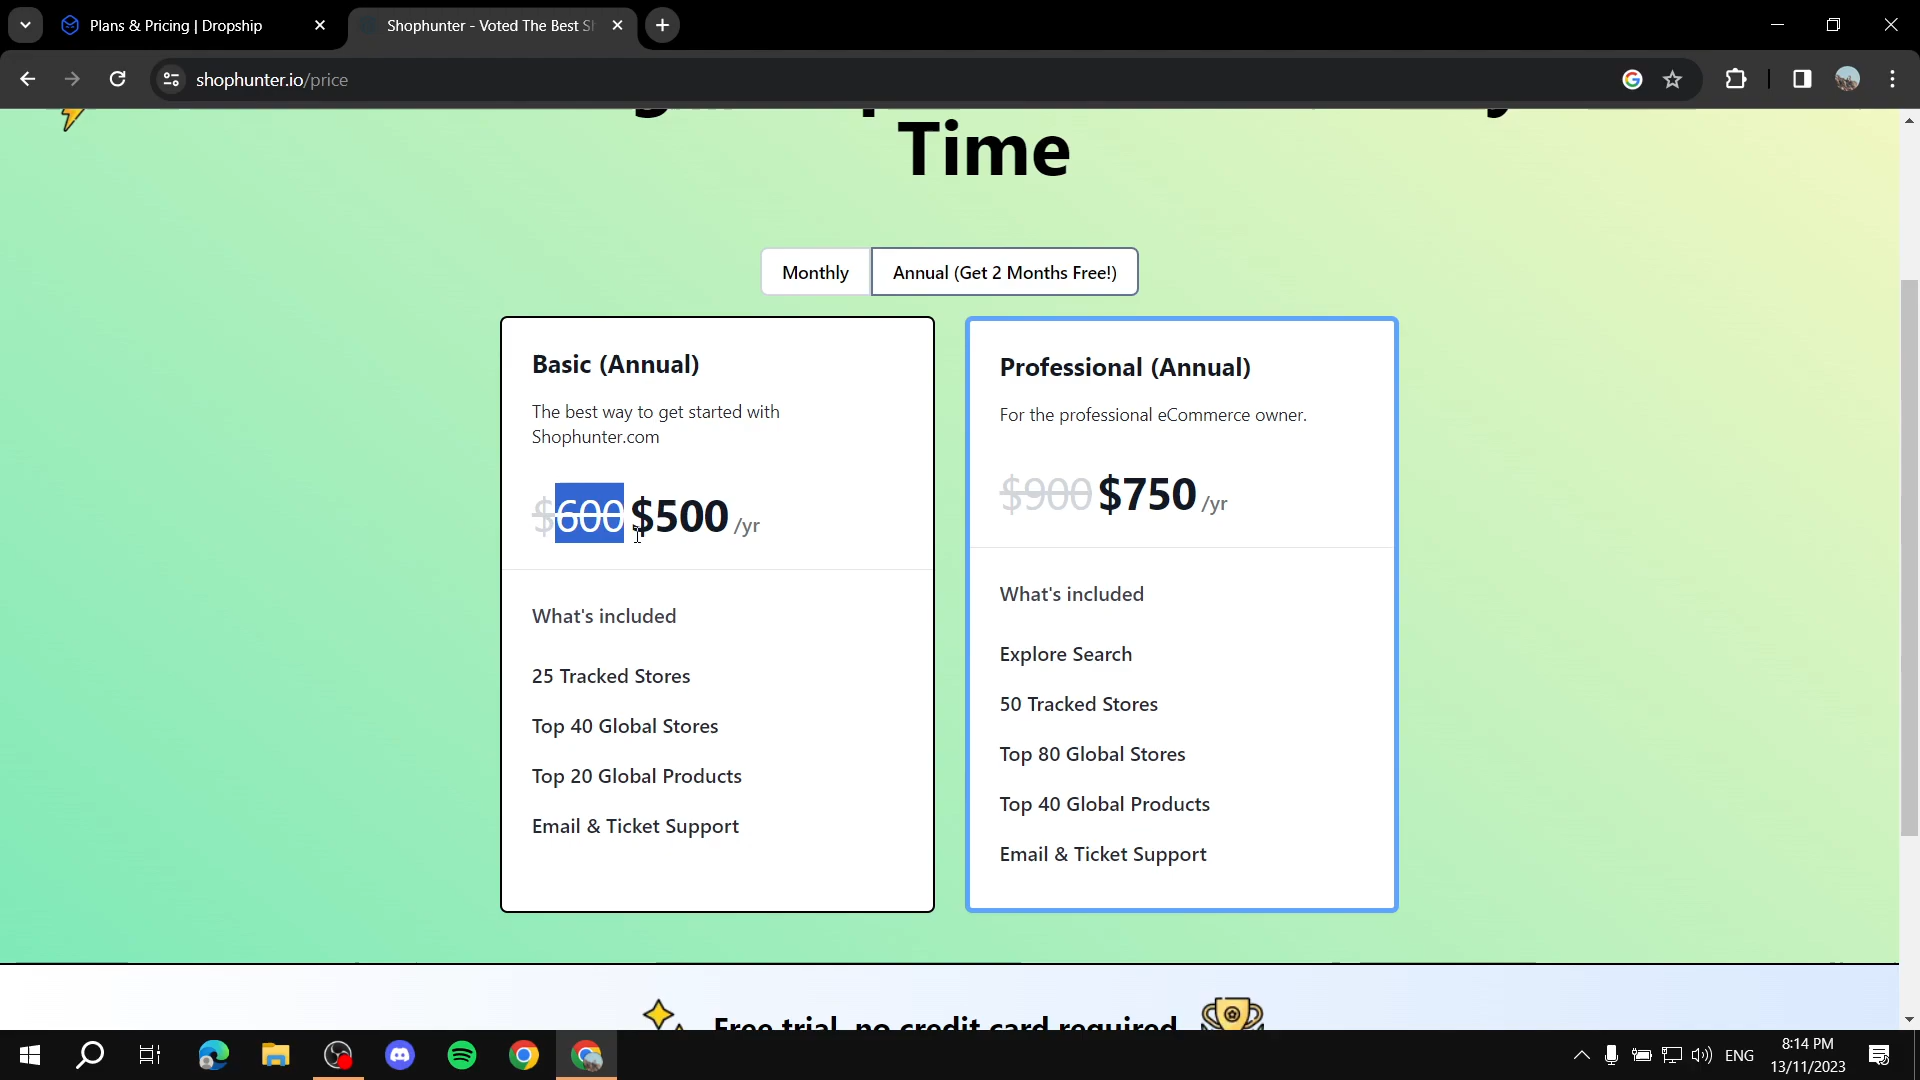 Plans & Pricing | Dropship
Shophunter - Voted The Best
shophunter.io/price
Time
Monthly
Annual (Get 2 Months Free!)
Basic (Annual)
The best way to get started with
Shophunter.com
$600 $500 /yr
What's included
25 Tracked Stores
Top 40 Global Stores
Top 20 Global Products
Email & Ticket Support
Professional (Annual)
For the professional eCommerce owner.
$900 $750 /yr
What's included
Explore Search
50 Tracked Stores
Top 80 Global Stores
Top 40 Global Products
Email & Ticket Support
Free trial, no credit card required
ENG
8:14 PM
13/11/2023